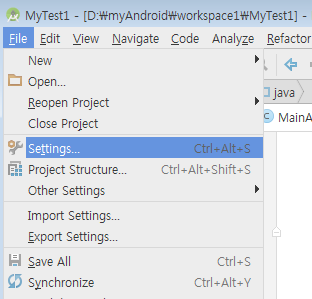 MyTest1 - [D:₩myAndroid₩workspace1₩MyTest1] -
File Edit View Navigate Code Analyze Refactor
New
Open...
Reopen Project
Close Project
Settings... Ctrl+Alt+S
Project Structure... Ctrl+Alt+Shift+S
Other Settings
Import Settings...
Export Settings...
Save All Ctrl+S
Synchronize Ctrl+Alt+Y
java
C MainA